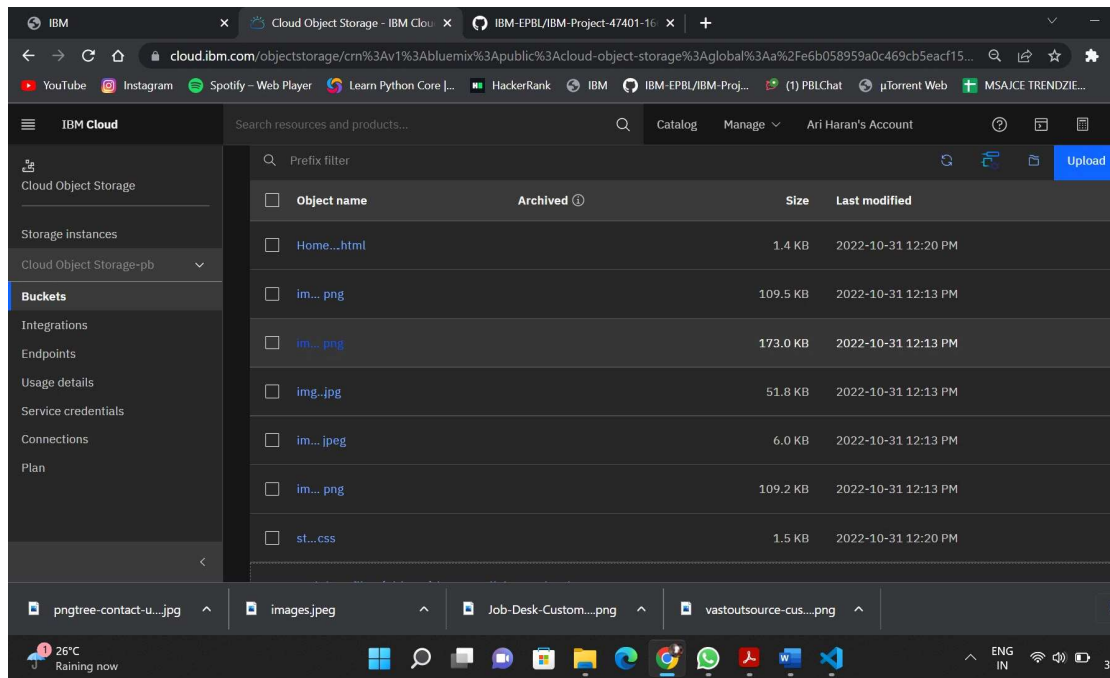 IBM
Cloud Object Storage - IBM Clou
IBM-EPBL/IBM-Project-47401-16
cloud.ibm.com/objectstorage/crn%3Av1%3Abluemix%3Apublic%3Acloud-object-storage%3Aglobal%3Aa%2Fe6b058959a0c469cb5eacf15...
YouTube Instagram Spotify – Web Player Learn Python Core |... HackerRank IBM IBM-EPBL/IBM-Proj... (1) PBLChat µTorrent Web MSAJCE TRENDZIE...
IBM Cloud Search resources and products... Catalog Manage Ari Haran's Account
Cloud Object Storage
Storage instances
Cloud Object Storage-pb
Buckets
Integrations
Endpoints
Usage details
Service credentials
Connections
Plan
Prefix filter Upload
Object name Archived Size Last modified
Home...html 1.4 KB 2022-10-31 12:20 PM
im... png 109.5 KB 2022-10-31 12:13 PM
im... png 173.0 KB 2022-10-31 12:13 PM
img..jpg 51.8 KB 2022-10-31 12:13 PM
im... jpeg 6.0 KB 2022-10-31 12:13 PM
im... png 109.2 KB 2022-10-31 12:13 PM
st...css 1.5 KB 2022-10-31 12:20 PM
pngtree-contact-u....jpg images.jpeg Job-Desk-Custom....png vastoutsource-cus....png
1 26°C
Raining now
ENG
IN
3